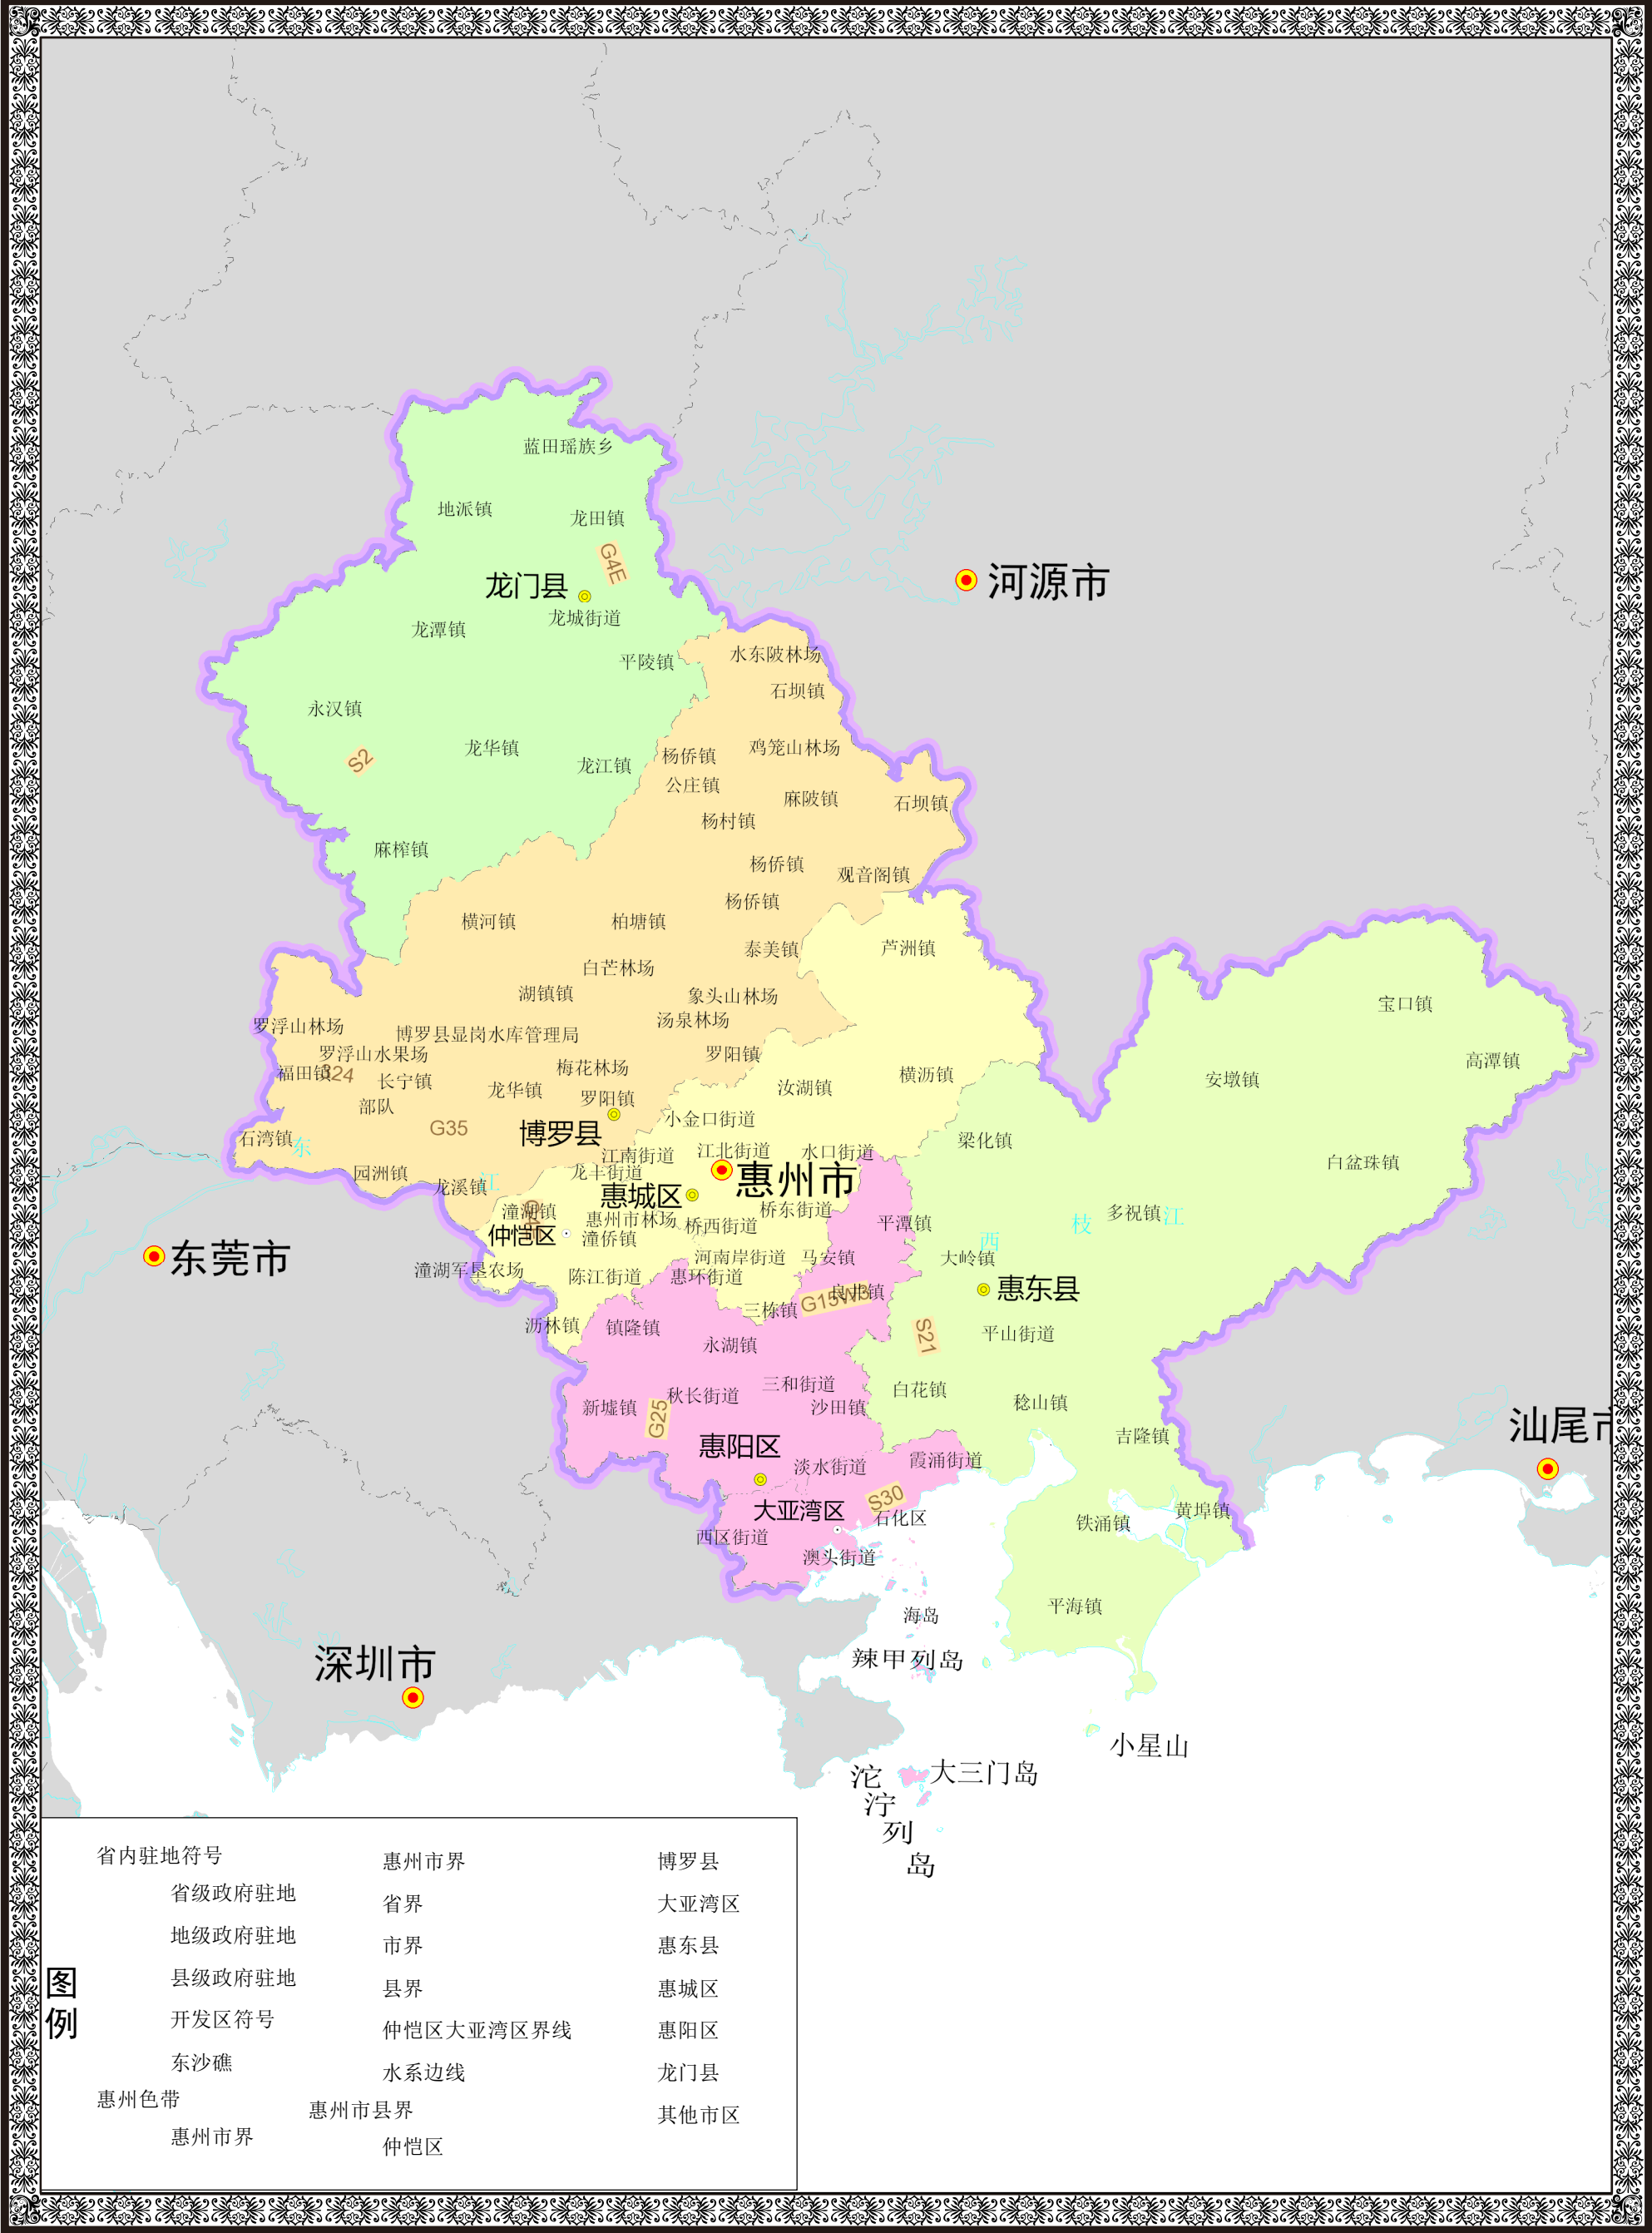 蓝田瑶族乡
地派镇
龙田镇
G4E
河源市
龙门县
龙城街道
龙潭镇
水东陂林场
平陵镇
石坝镇
永汉镇
龙华镇
鸡笼山林场
杨侨镇
S2
龙江镇
公庄镇
麻陂镇
石坝镇
杨村镇
麻榨镇
杨侨镇
观音阁镇
杨侨镇
横河镇
柏塘镇
泰美镇
芦洲镇
白芒林场
湖镇镇
象头山林场
宝口镇
汤泉林场
罗浮山林场
博罗县显岗水库管理局
罗浮山水果场
罗阳镇
高潭镇
梅花林场
福田镇
S24
长宁镇
横沥镇
安墩镇
汝湖镇
龙华镇
罗阳镇
部队
小金口街道
G35
博罗县
石湾镇
东
梁化镇
江北街道
水口街道
江南街道
白盆珠镇
园洲镇
龙丰街道
惠州市
龙溪镇
江
惠城区
潼湖镇
G4E
惠州市林场
桥东街道
多祝镇
江
枝
西
桥西街道
平潭镇
仲恺区
潼侨镇
东莞市
河南岸街道
马安镇
大岭镇
潼湖军垦农场
陈江街道
惠环街道
惠东县
良井镇
G15W3
三栋镇
沥林镇
镇隆镇
S21
平山街道
永湖镇
三和街道
白花镇
秋长街道
新墟镇
G25
沙田镇
稔山镇
汕尾市
吉隆镇
惠阳区
霞涌街道
淡水街道
S30
大亚湾区
石化区
黄埠镇
铁涌镇
西区街道
澳头街道
平海镇
海岛
辣甲列岛
深圳市
小星山
大三门岛
沱
泞
列
岛
图
例
省内驻地符号
省级政府驻地
地级政府驻地
县级政府驻地
开发区符号
东沙礁
惠州色带
惠州市界
惠州市界
省界
市界
县界
仲恺区大亚湾区界线
水系边线
惠州市县界
仲恺区
博罗县
大亚湾区
惠东县
惠城区
惠阳区
龙门县
其他市区